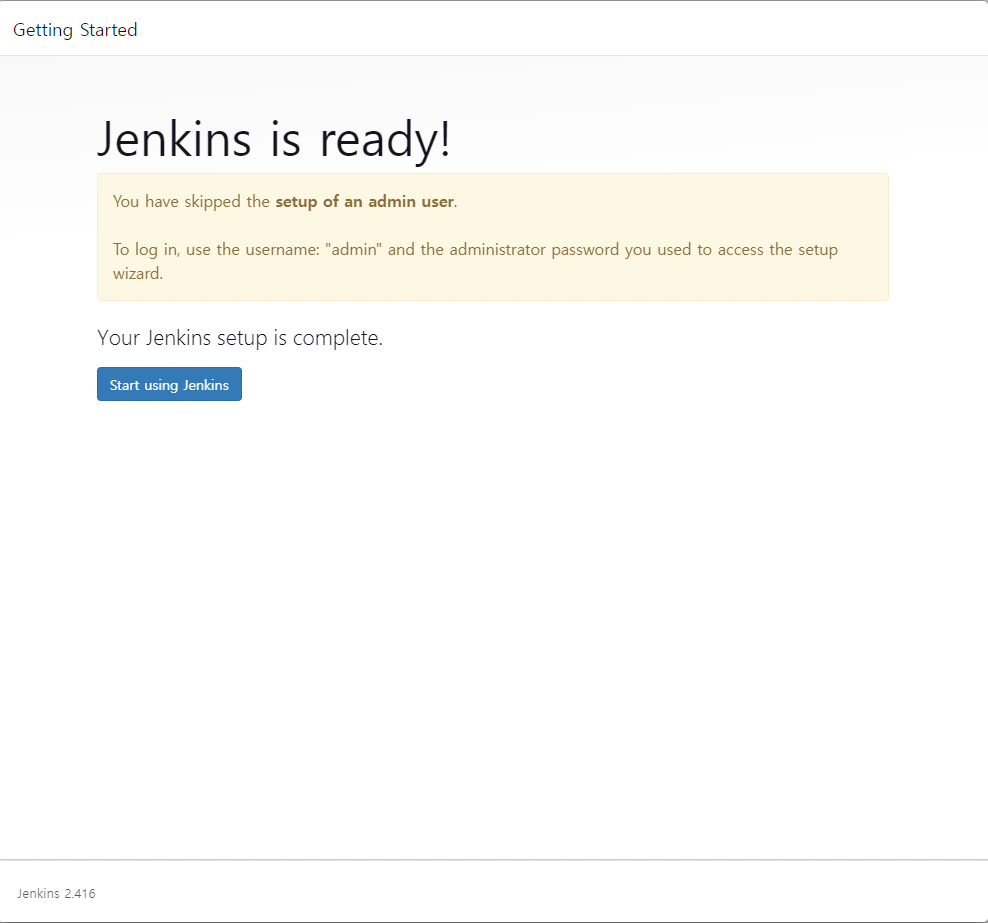 Getting Started
Jenkins is ready!
You have skipped the setup of an admin user.
To log in, use the username: "admin" and the administrator password you used to access the setup
wizard.
Your Jenkins setup is complete.
Start using Jenkins
Jenkins 2.416